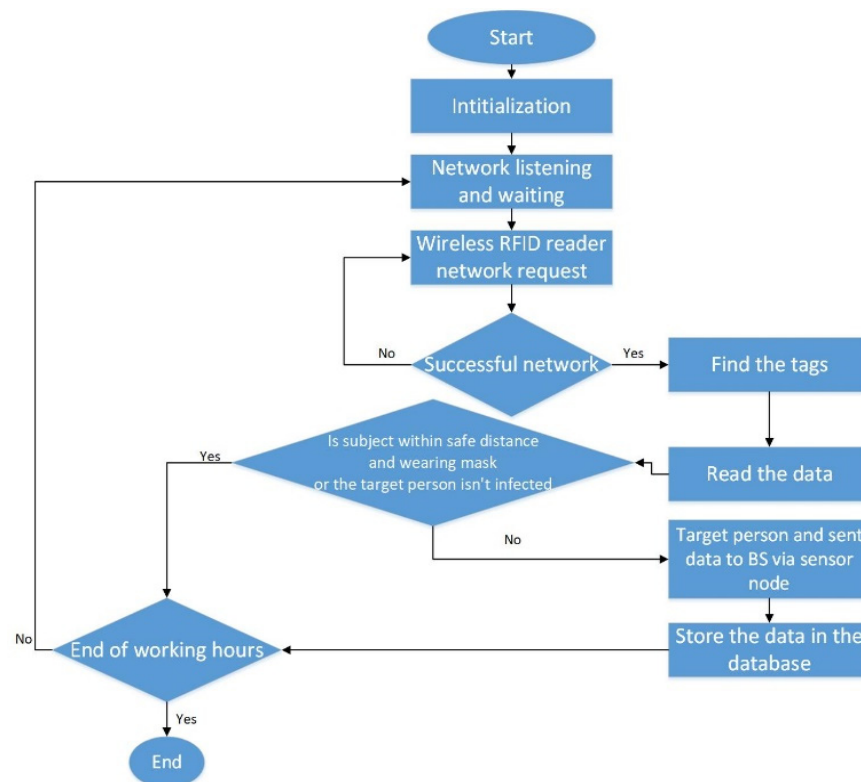 Start
Intitialization
Network listening
and waiting
Wireless RFID reader
network request
No
Successful network
Yes
Find the tags
Is subject within safe distance
and wearing mask
or the target person isn't infected
Yes
Read the data
No
Target person and sent
data to BS via sensor
node
Store the data in the
database
No
End of working hours
Yes
End